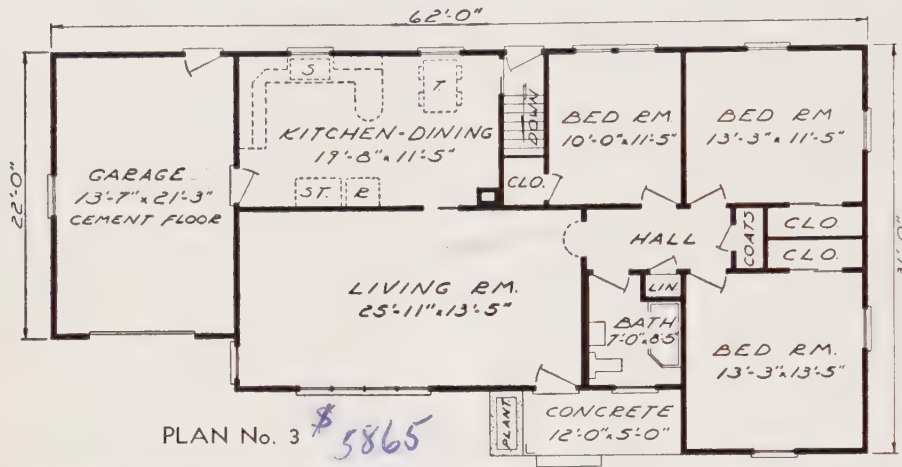 62'-0"
22'-0"
S
T
DOWN
BED RM
10'-0" x 11'-5"
BED RM
13'-3" x 11'-5"
KITCHEN-DINING
19'-8" x 11'-5"
GARAGE
13'-7" x 21'-3"
CEMENT FLOOR
ST.
R
CLO.
HALL
COATS
CLO.
CLO.
31'-0"
LIVING RM.
25'-11" x 13'-5"
LIN
BATH
7'-0" x 8'-5"
BED RM.
13'-3" x 13'-5"
PLANT.
CONCRETE
12'-0" x 5'-0"
PLAN No. 3 $ 5865